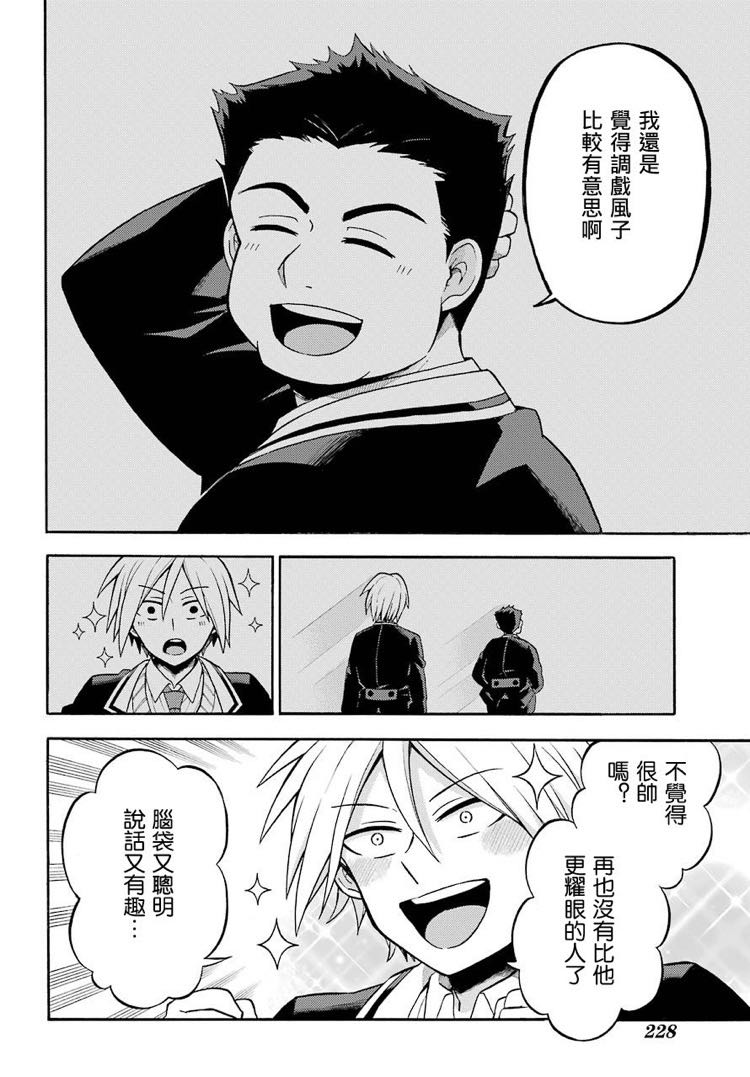 我還是
覺得調戲風子
比較有意思啊
不覺得
很帥
嗎？
再也沒有比他
更耀眼的人了
腦袋又聰明
說話又有趣…
228